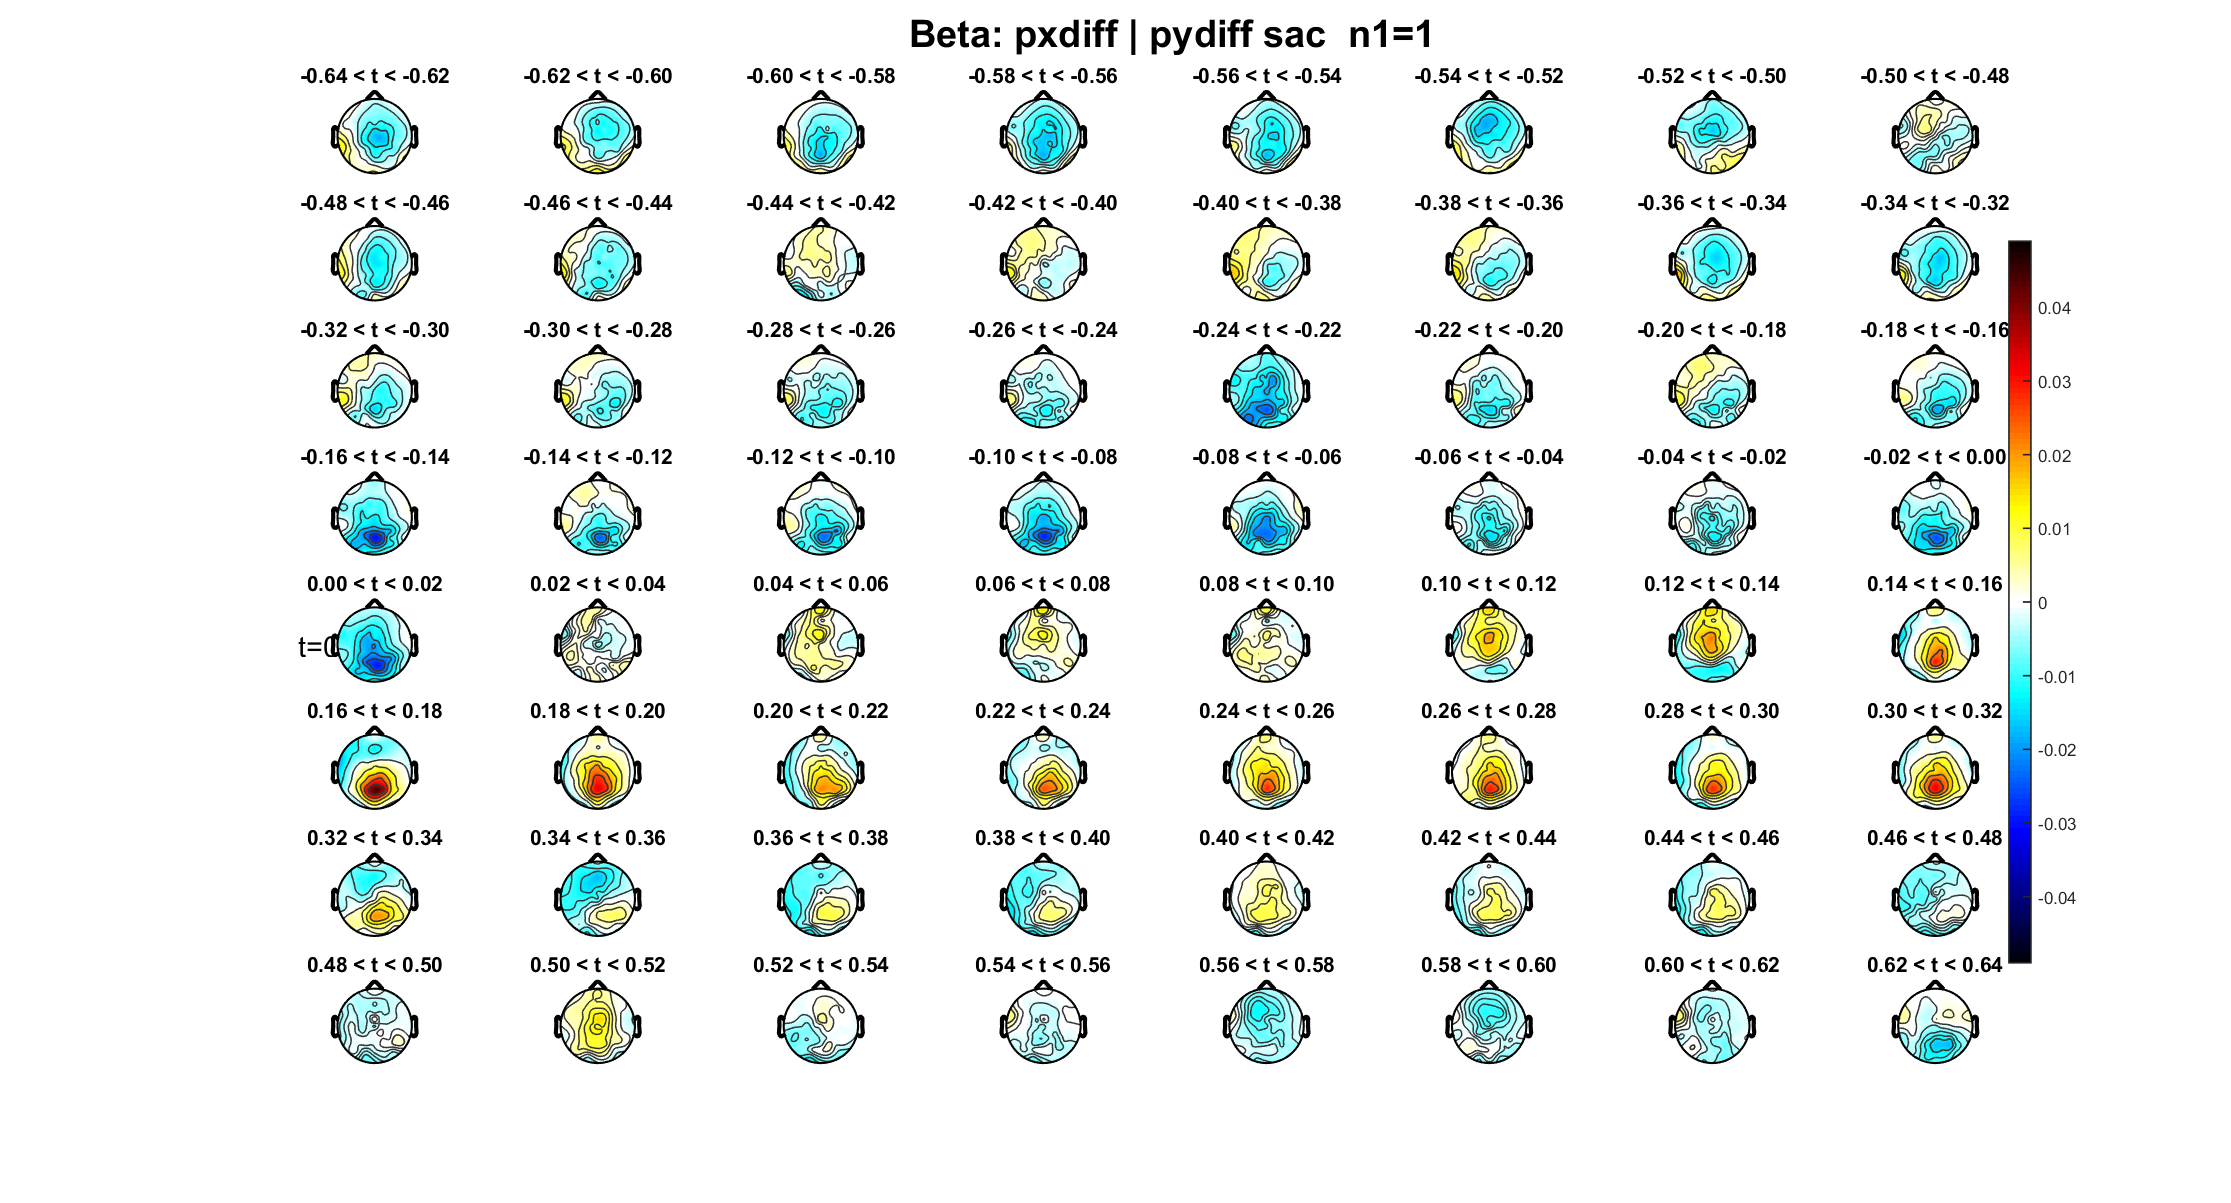 Beta: pxdiff | pydiff sac  n1=1
-0.64 < t < -0.62
-0.62 < t < -0.60
-0.60 < t < -0.58
-0.58 < t < -0.56
-0.56 < t < -0.54
-0.54 < t < -0.52
-0.52 < t < -0.50
-0.50 < t < -0.48
-0.48 < t < -0.46
-0.46 < t < -0.44
-0.44 < t < -0.42
-0.42 < t < -0.40
-0.40 < t < -0.38
-0.38 < t < -0.36
-0.36 < t < -0.34
-0.34 < t < -0.32
-0.32 < t < -0.30
-0.30 < t < -0.28
-0.28 < t < -0.26
-0.26 < t < -0.24
-0.24 < t < -0.22
-0.22 < t < -0.20
-0.20 < t < -0.18
-0.18 < t < -0.16
-0.16 < t < -0.14
-0.14 < t < -0.12
-0.12 < t < -0.10
-0.10 < t < -0.08
-0.08 < t < -0.06
-0.06 < t < -0.04
-0.04 < t < -0.02
-0.02 < t < 0.00
0.00 < t < 0.02
0.02 < t < 0.04
0.04 < t < 0.06
0.06 < t < 0.08
0.08 < t < 0.10
0.10 < t < 0.12
0.12 < t < 0.14
0.14 < t < 0.16
t=0
0.16 < t < 0.18
0.18 < t < 0.20
0.20 < t < 0.22
0.22 < t < 0.24
0.24 < t < 0.26
0.26 < t < 0.28
0.28 < t < 0.30
0.30 < t < 0.32
0.32 < t < 0.34
0.34 < t < 0.36
0.36 < t < 0.38
0.38 < t < 0.40
0.40 < t < 0.42
0.42 < t < 0.44
0.44 < t < 0.46
0.46 < t < 0.48
0.48 < t < 0.50
0.50 < t < 0.52
0.52 < t < 0.54
0.54 < t < 0.56
0.56 < t < 0.58
0.58 < t < 0.60
0.60 < t < 0.62
0.62 < t < 0.64
0.04
0.03
0.02
0.01
0
-0.01
-0.02
-0.03
-0.04